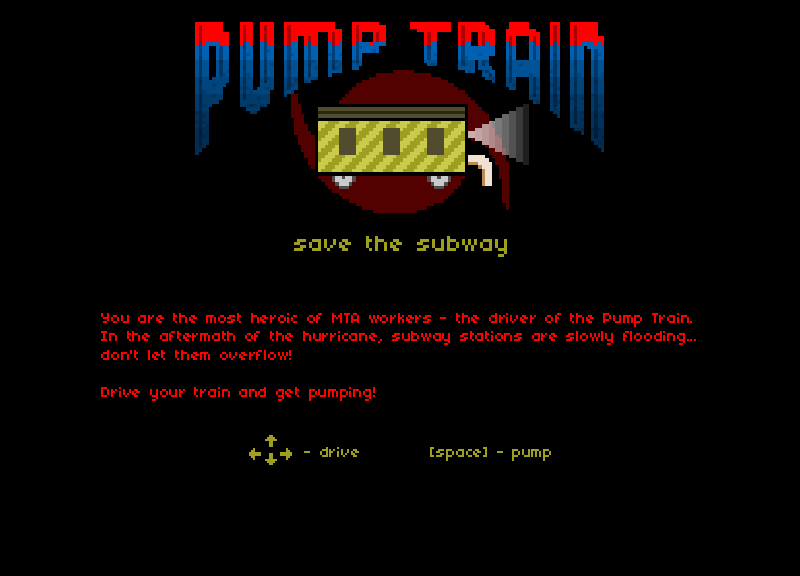 PUMP TRAIN
save the subway
You are the most heroic of MTA workers - the driver of the Pump Train.
In the aftermath of the hurricane, subway stations are slowly flooding...
don't let them overflow!
Drive your train and get pumping!
- drive [space] - pump